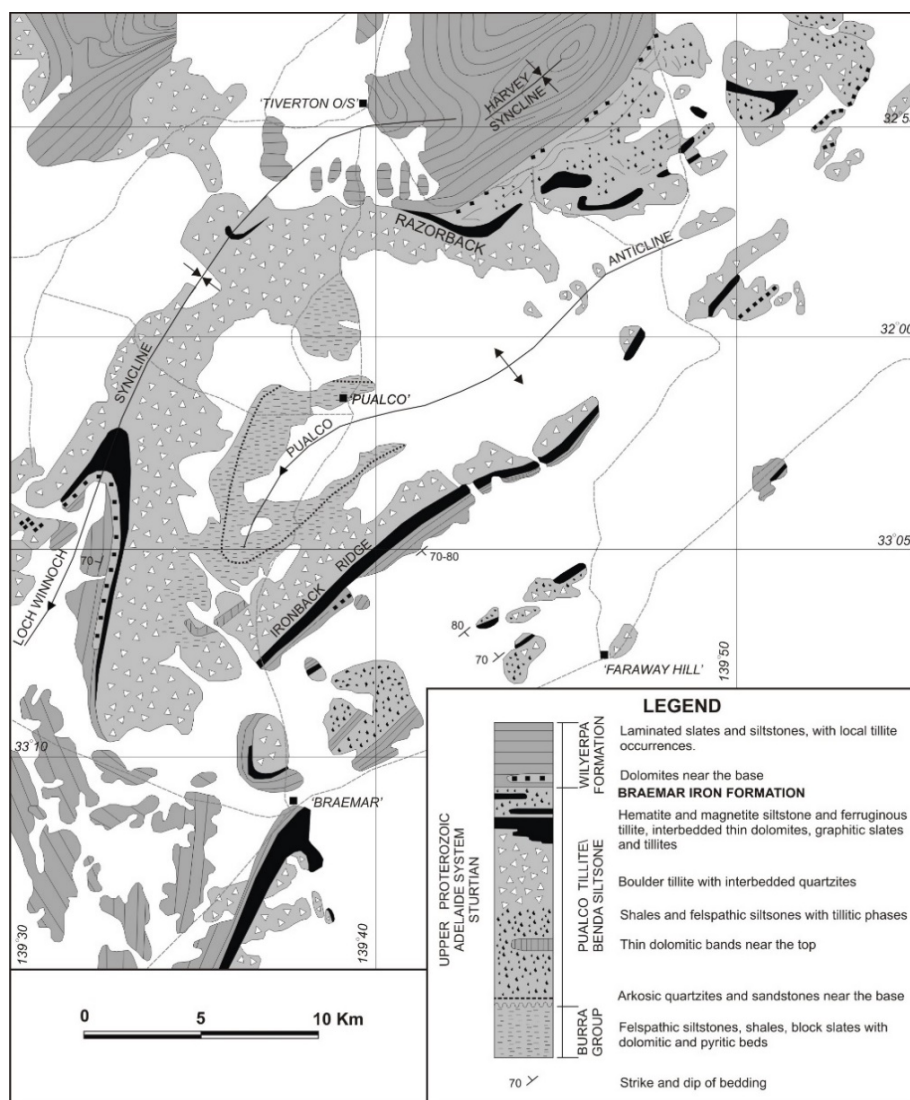 'TIVERTON O/S'
HARVEY
SYNCLINE
32°55
RAZORBACK
ANTICLINE
SYNCLINE
32°00
'PUALCO'
PUALCO
70
70-80
33°05
IRONBACK RIDGE
LOCH WINNOCH
80
70
'FARAWAY HILL'
139°50
33°10
'BRAEMAR'
139°30
139°40
0 5 10 Km
LEGEND
WILYERPA
FORMATION
Laminated slates and siltstones, with local tillite
occurrences.
Dolomites near the base
BRAEMAR IRON FORMATION
Hematite and magnetite siltstone and ferruginous
tillite, interbedded thin dolomites, graphitic slates
and tillites
UPPER PROTEROZOIC
ADELAIDE SYSTEM
STURTIAN
PUALCO TILLITE\
BENDA SILTSONE
Boulder tillite with interbedded quartzites
Shales and felspathic siltsones with tillitic phases
Thin dolomitic bands near the top
Arkosic quartzites and sandstones near the base
BURRA
GROUP
Felspathic siltstones, shales, block slates with
dolomitic and pyritic beds
70 Strike and dip of bedding